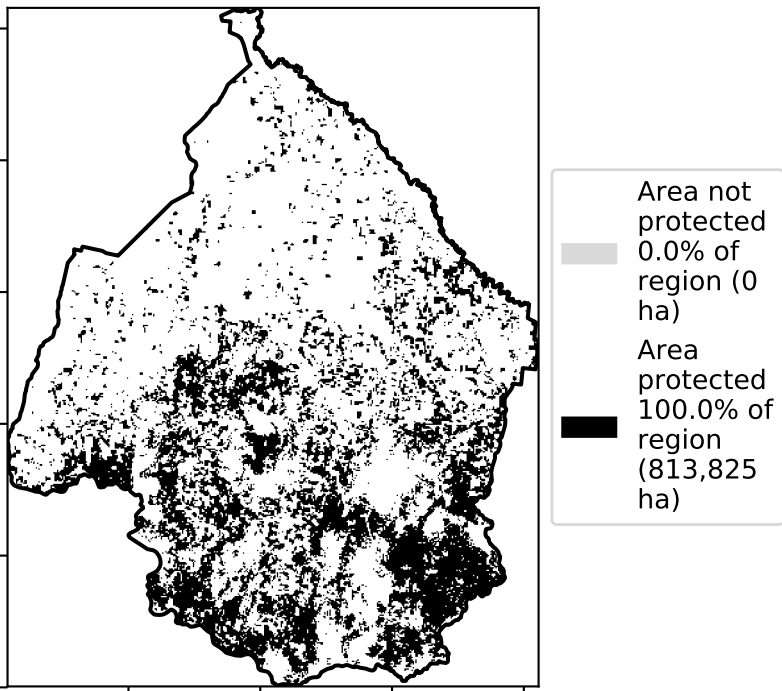 Area not
protected
0.0% of
region (0
ha)
Area
protected
100.0% of
region
(813,825
ha)